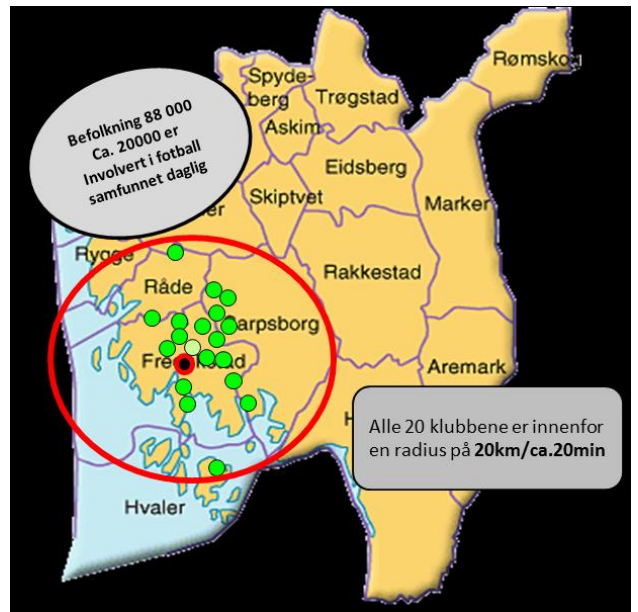 Rømsko
Spyde-
berg
Trøgstad
Askim
Befolkning 88 000
Ca. 20000 er
Involvert i fotball
samfunnet daglig
Eidsberg
Skiptvet
Marker
Rygge
Råde
Rakkestad
Sarpsborg
Aremark
Alle 20 klubbene er innenfor
en radius på 20km/ca.20min
Hvaler